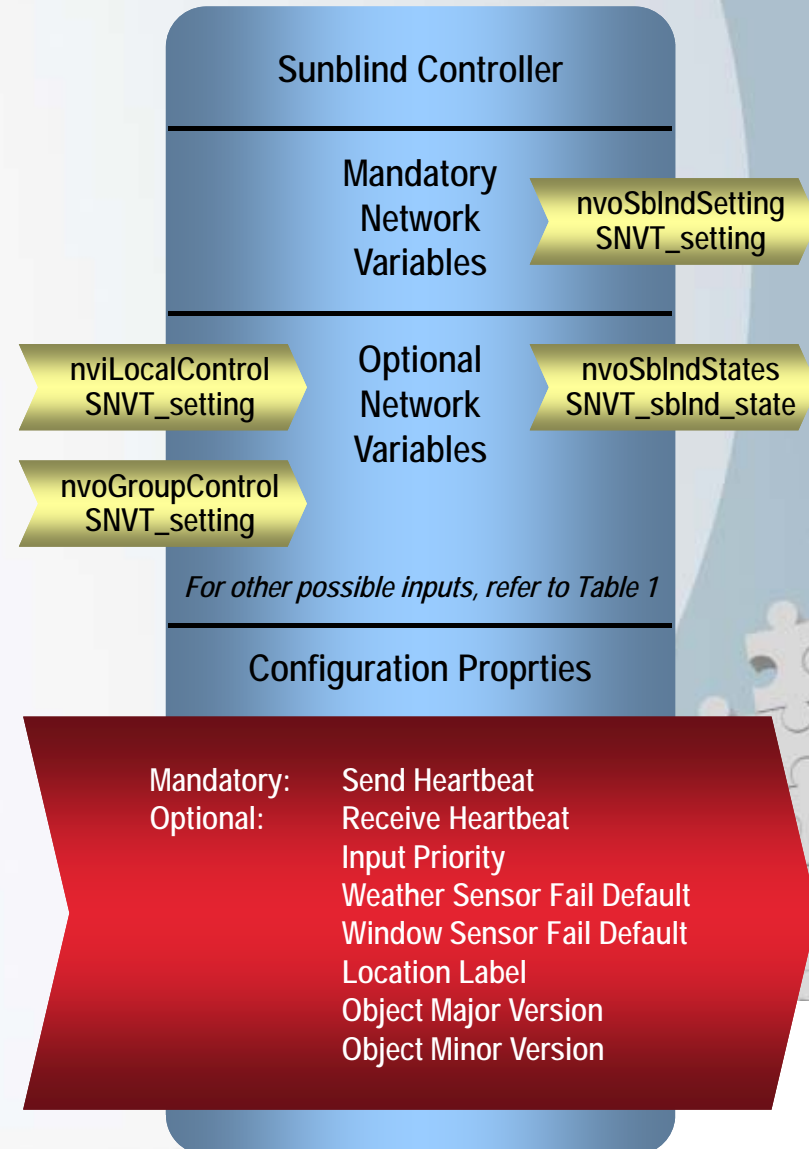 Sunblind Controller
Mandatory
Network
Variables
nvoSblndSetting
SNVT_setting
nviLocalControl
SNVT_setting
Optional
Network
Variables
nvoSblndStates
SNVT_sblnd_state
nvoGroupControl
SNVT_setting
For other possible inputs, refer to Table 1
Configuration Proprties
Mandatory: Send Heartbeat
Optional: Receive Heartbeat
Input Priority
Weather Sensor Fail Default
Window Sensor Fail Default
Location Label
Object Major Version
Object Minor Version